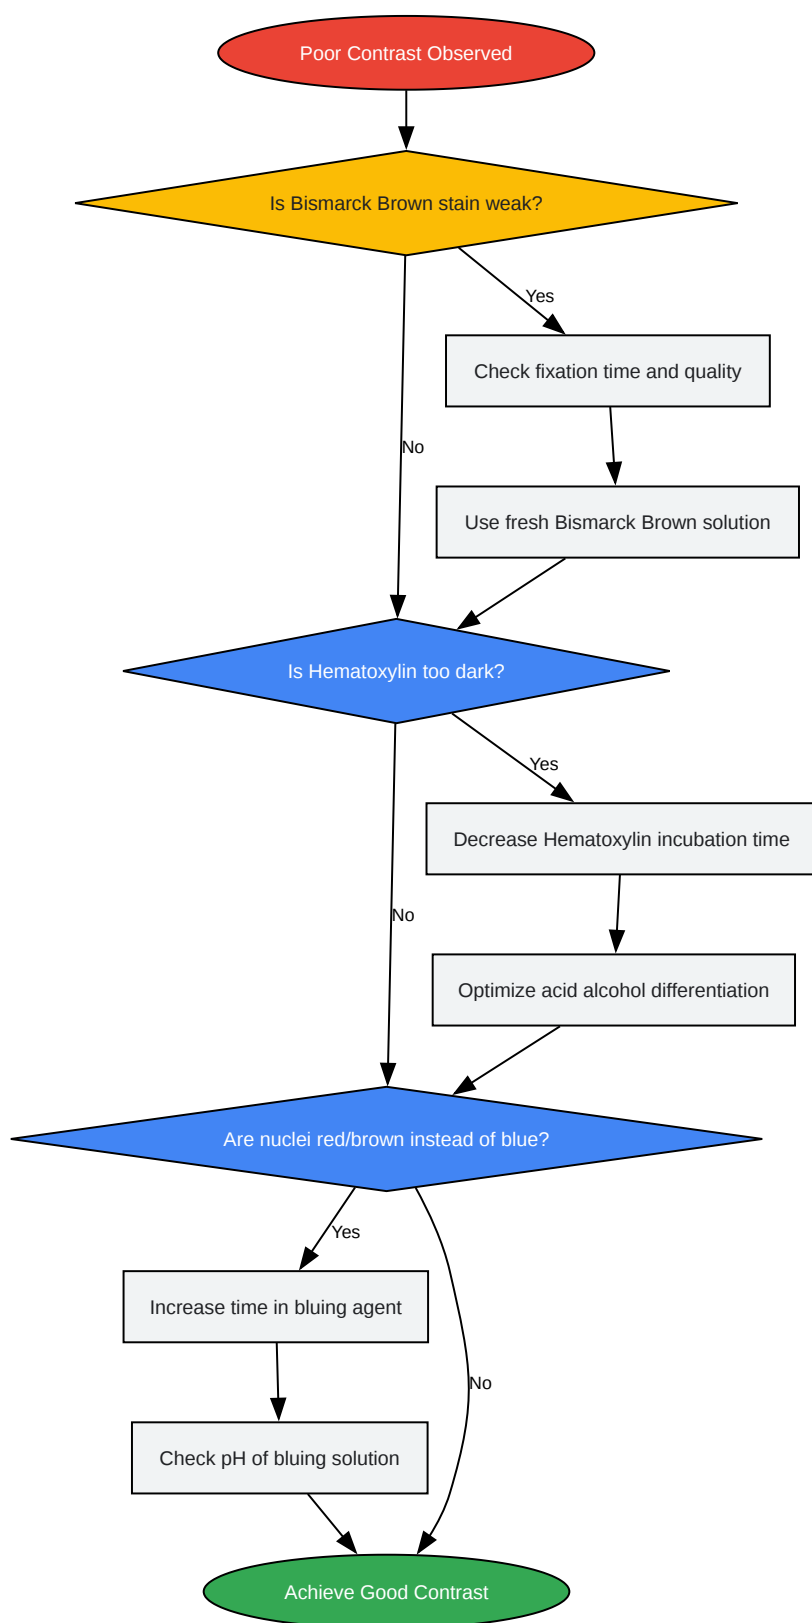 Poor Contrast Observed
Is Bismarck Brown stain weak?
Yes
Check fixation time and quality
No
Use fresh Bismarck Brown solution
Is Hematoxylin too dark?
Yes
Decrease Hematoxylin incubation time
No
Optimize acid alcohol differentiation
Are nuclei red/brown instead of blue?
Yes
Increase time in bluing agent
No
Check pH of bluing solution
Achieve Good Contrast